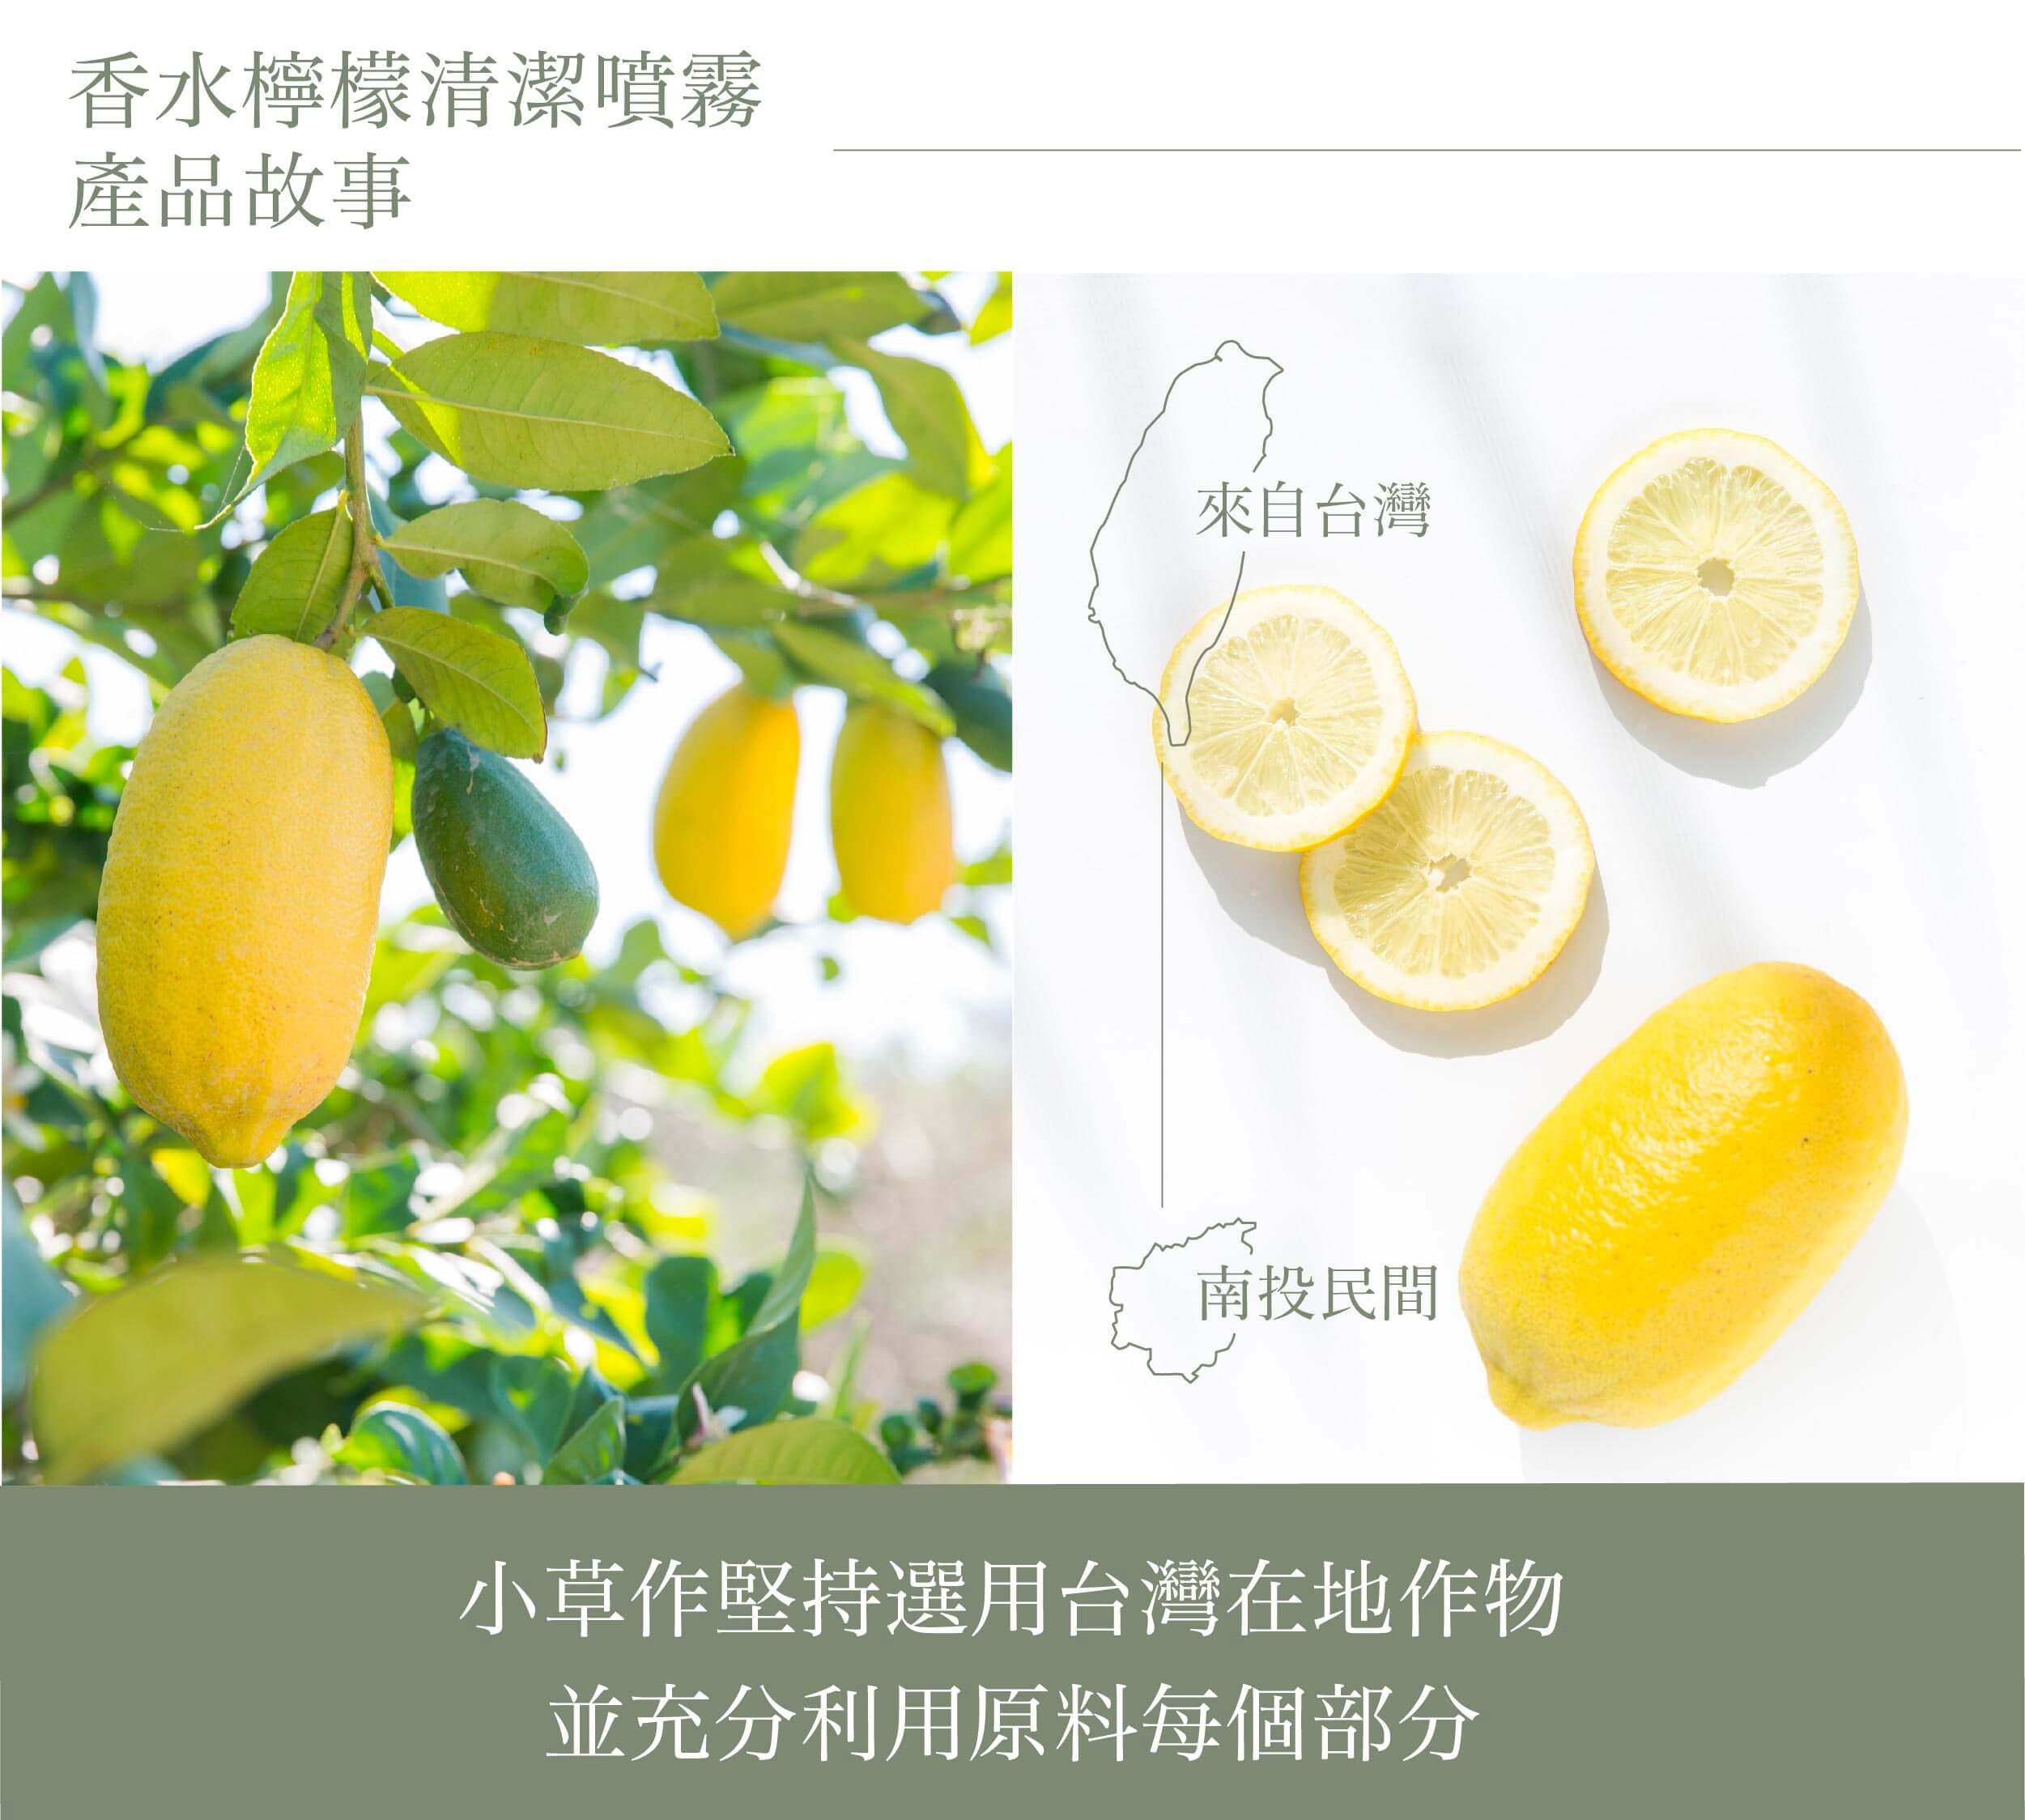 香水檸檬清潔噴霧
產品故事
來自台灣
南投民間
小草作堅持選用台灣在地作物
並充分利用原料每個部分